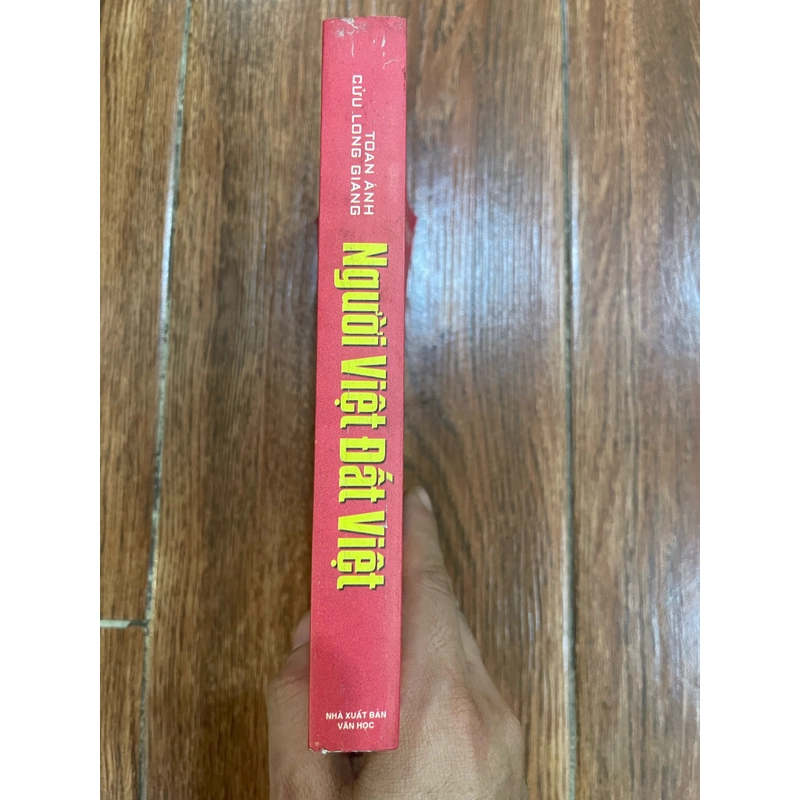 TOAN ÁNH
CỬU LONG GIANG
Người Việt Đất Việt
NHÀ XUẤT BẢN
VĂN HỌC